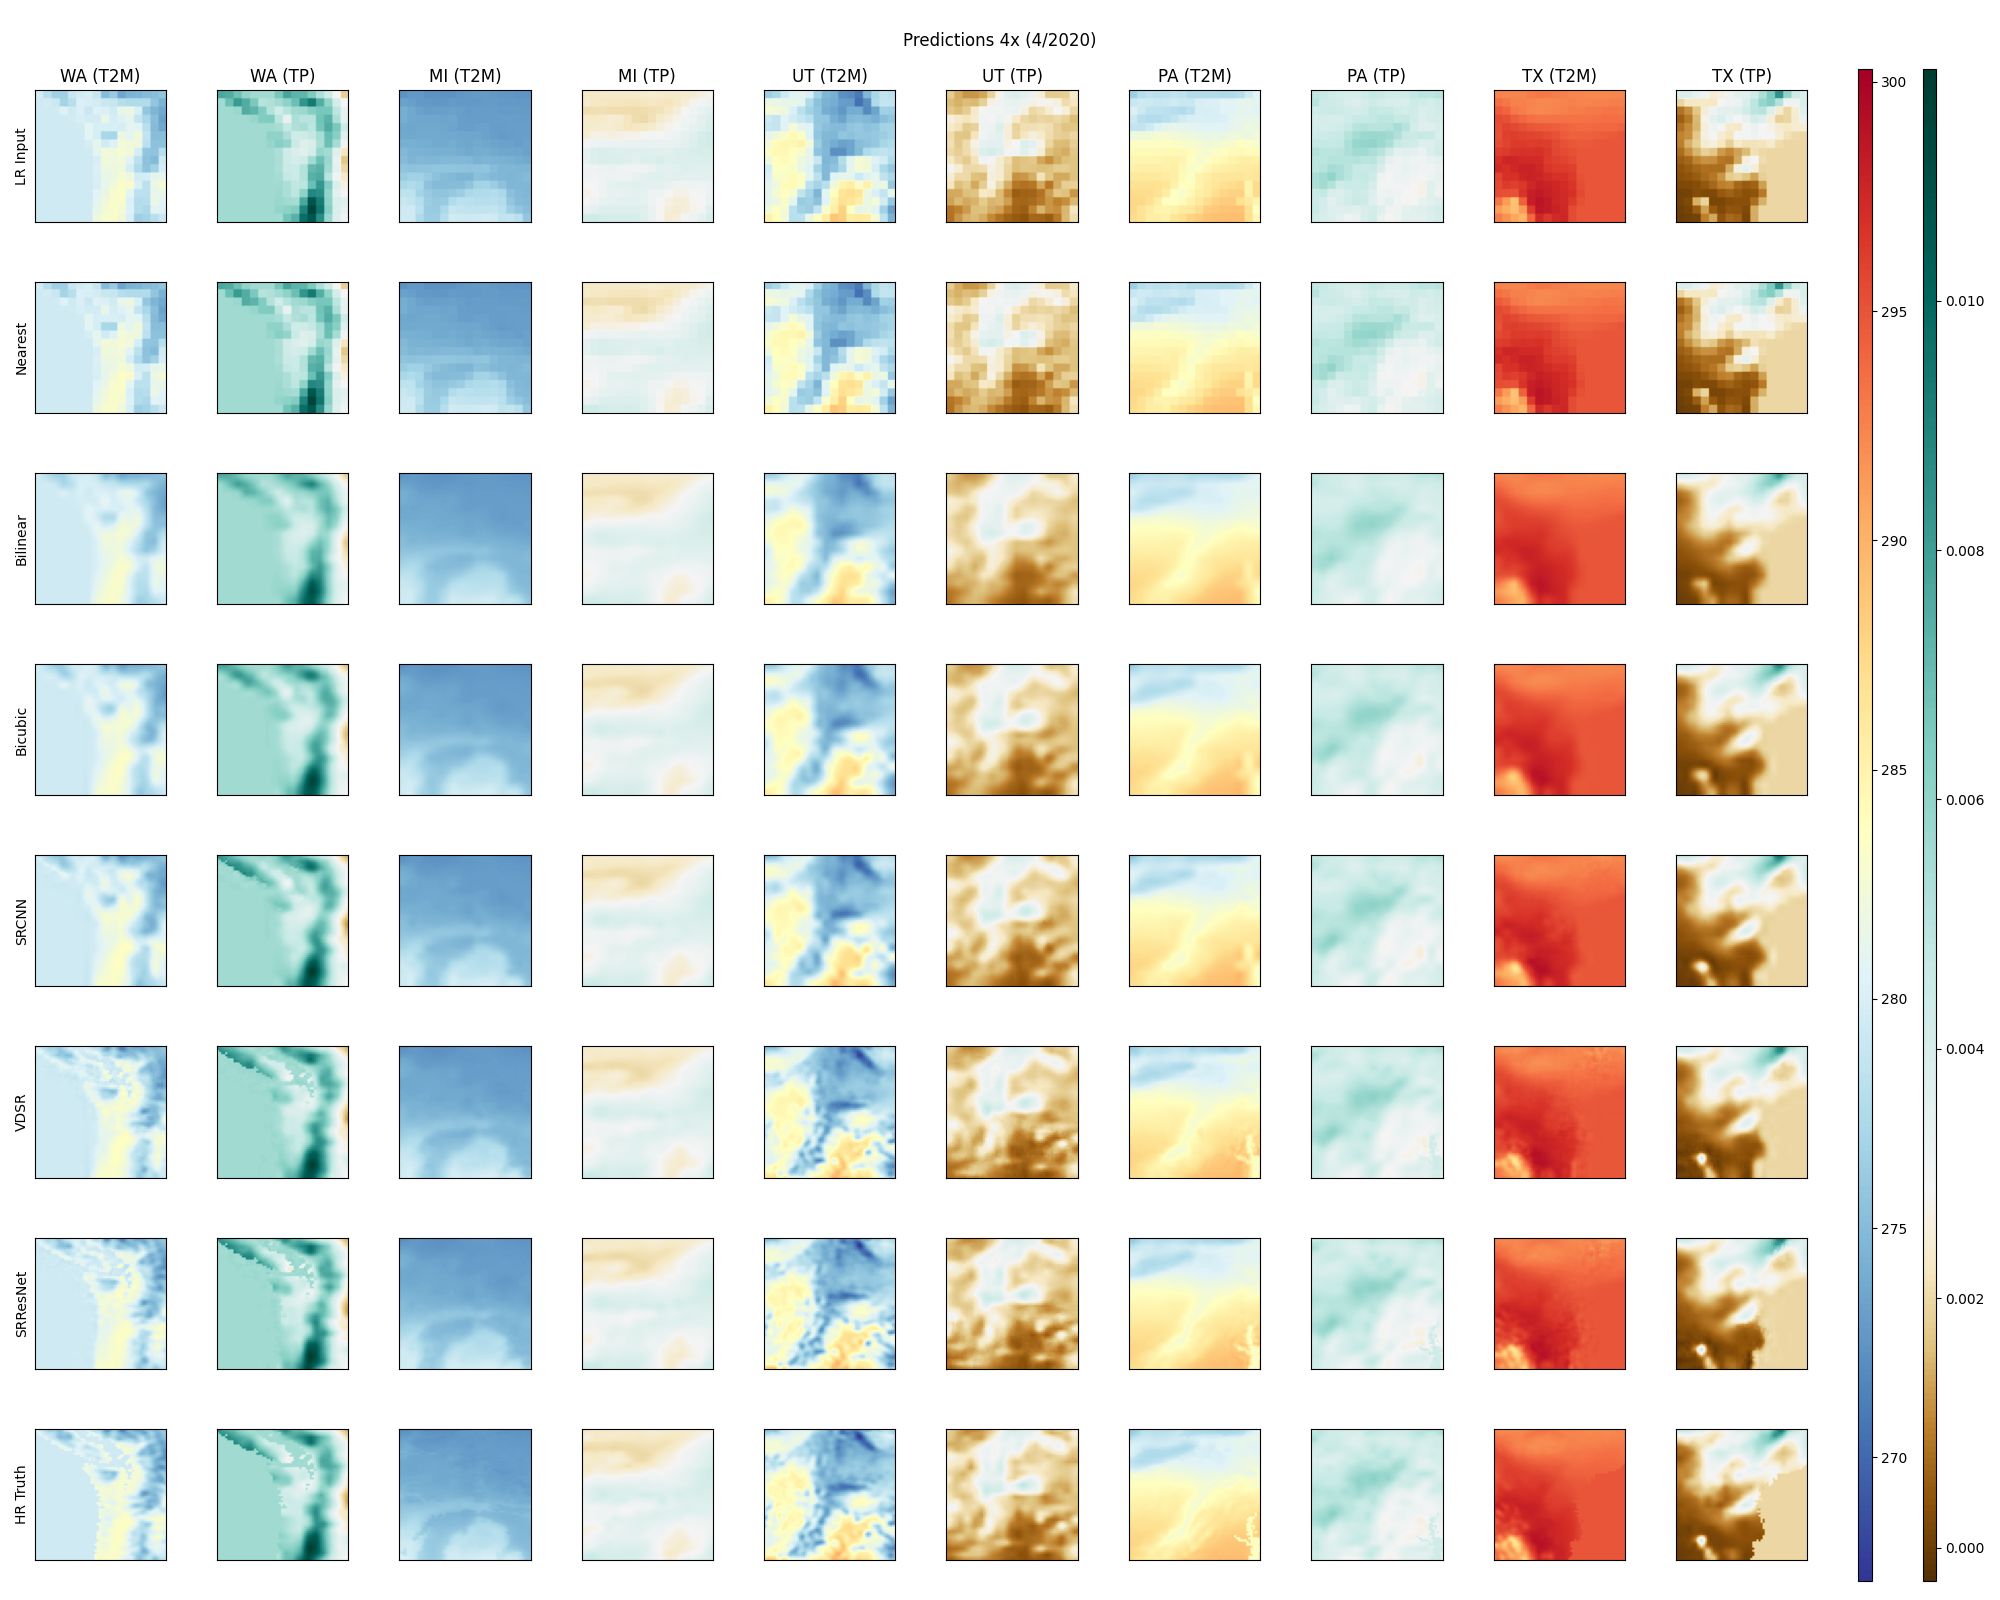 Predictions 4x (4/2020)
WA (T2M)
WA (TP)
MI (T2M)
MI (TP)
UT (T2M)
UT (TP)
PA (T2M)
PA (TP)
TX (T2M)
TX (TP)
LR Input
Nearest
Bilinear
Bicubic
SRCNN
VDSR
SRResNet
HR Truth
300
295
290
285
280
275
270
0.010
0.008
0.006
0.004
0.002
0.000